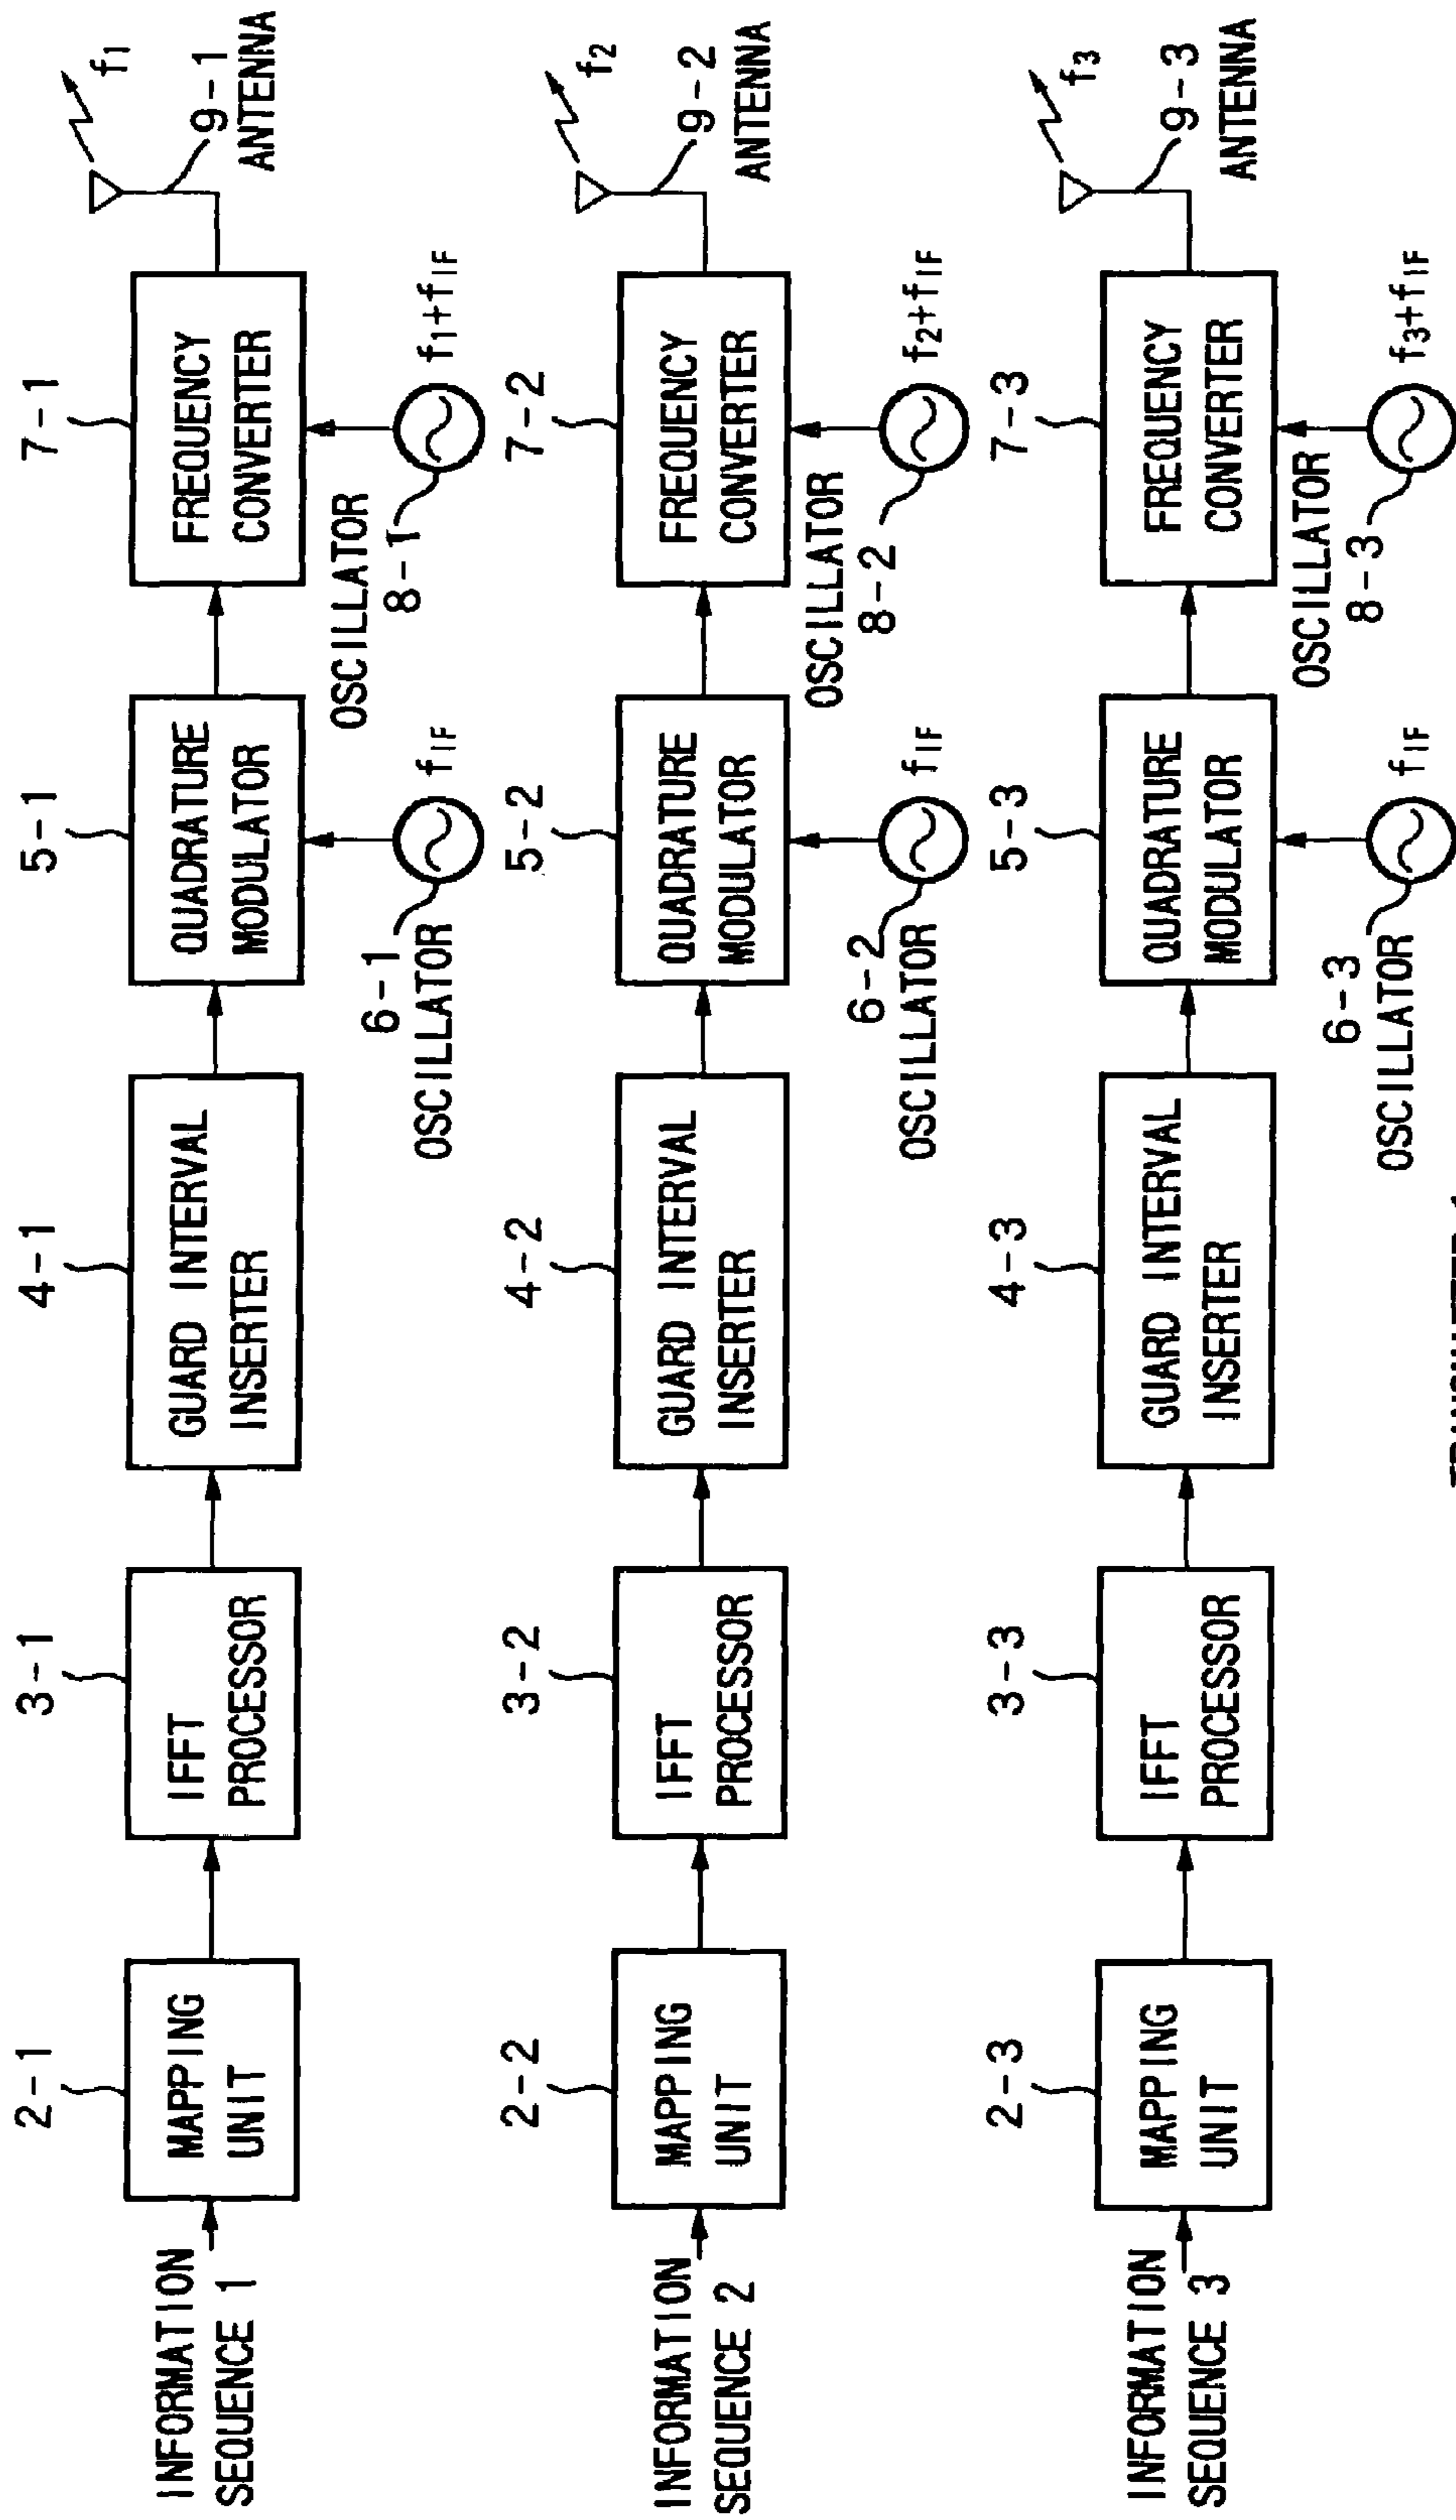 2-1
3-1
4-1
5-1
7-1
f1
INFORMATION
SEQUENCE 1
MAPPING
UNIT
IFFT
PROCESSOR
GUARD INTERVAL
INSERTER
QUADRATURE
MODULATOR
FREQUENCY
CONVERTER
9-1
ANTENNA
6-1
OSCILLATOR
fIF
OSCILLATOR
8-1
f1+fIF
2-2
3-2
4-2
5-2
7-2
f2
INFORMATION
SEQUENCE 2
MAPPING
UNIT
IFFT
PROCESSOR
GUARD INTERVAL
INSERTER
QUADRATURE
MODULATOR
FREQUENCY
CONVERTER
9-2
ANTENNA
6-2
OSCILLATOR
fIF
OSCILLATOR
8-2
f2+fIF
2-3
3-3
4-3
5-3
7-3
f3
INFORMATION
SEQUENCE 3
MAPPING
UNIT
IFFT
PROCESSOR
GUARD INTERVAL
INSERTER
QUADRATURE
MODULATOR
FREQUENCY
CONVERTER
9-3
ANTENNA
6-3
OSCILLATOR
fIF
OSCILLATOR
8-3
f3+fIF